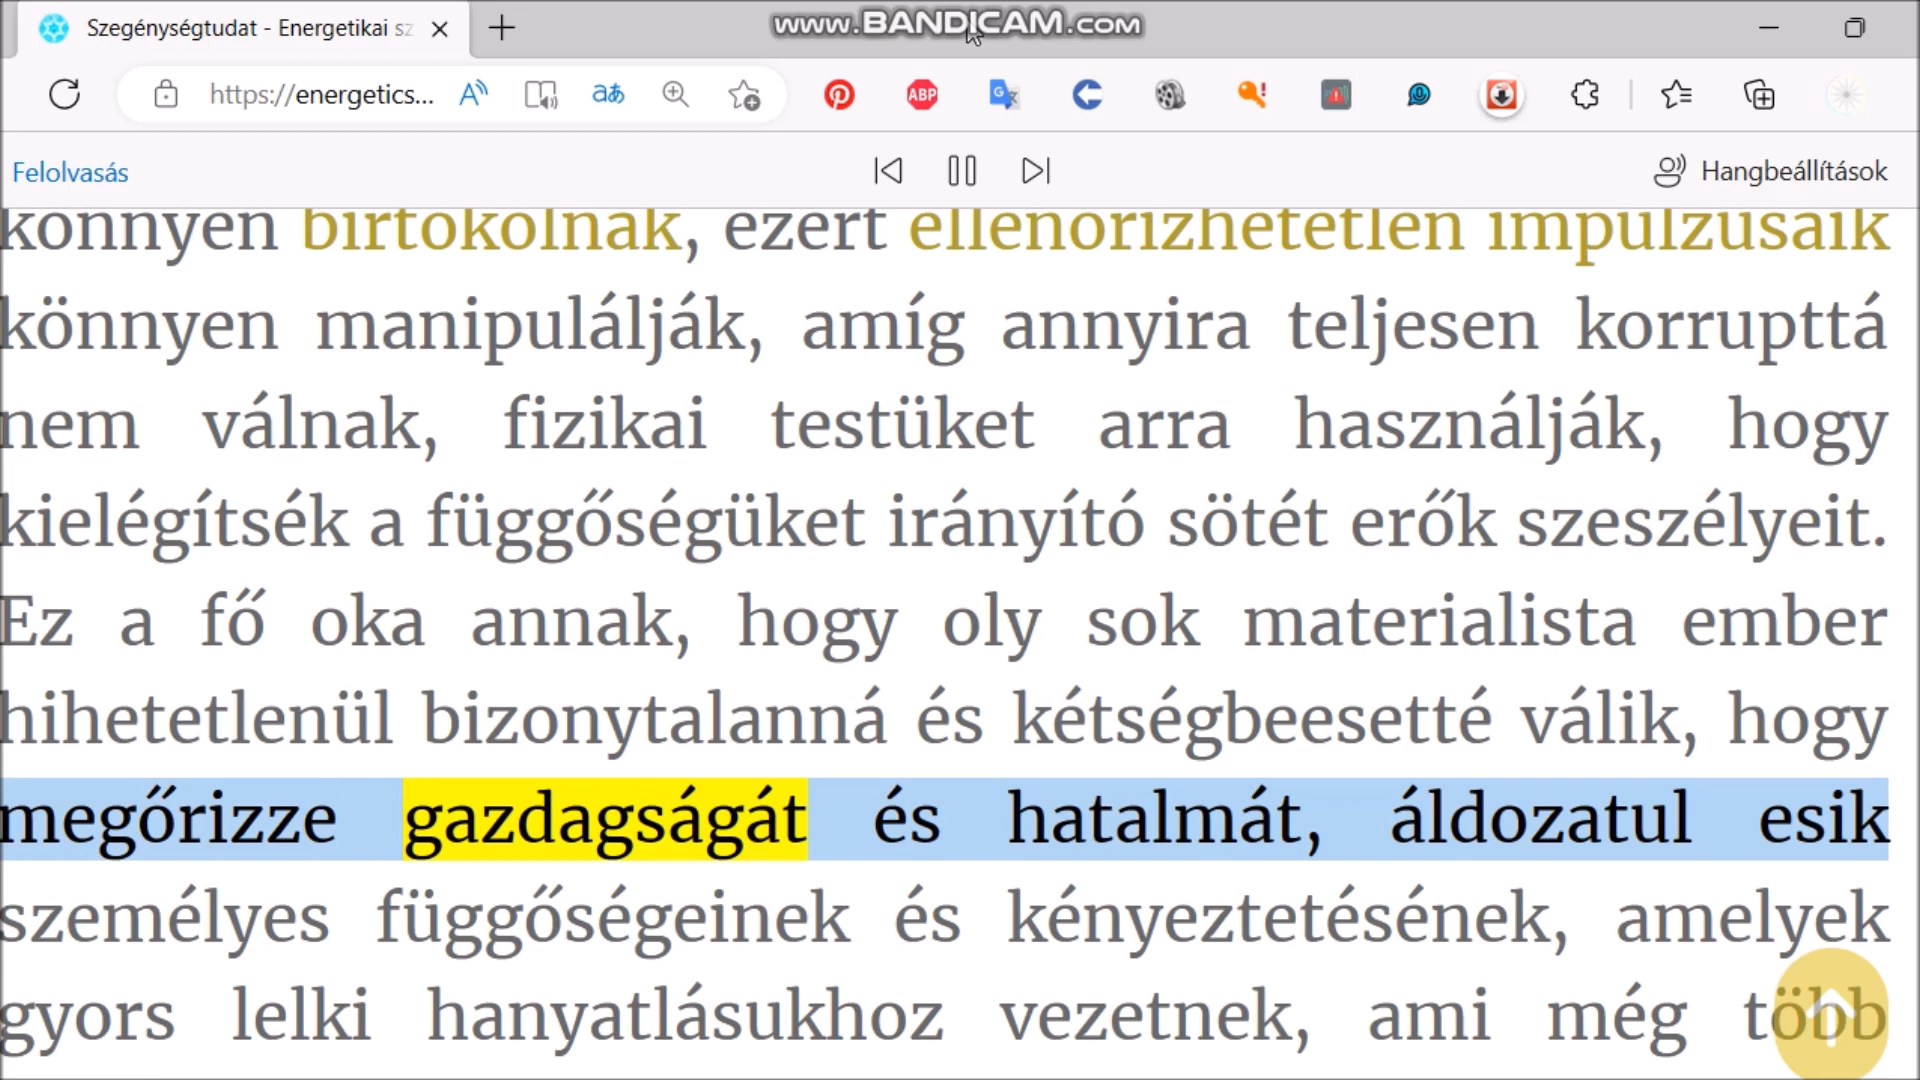 Szegénységtudat - Energetikai sz
www.BANDICAM.com
https://energetics...
aあ
ABP
Felolvasás
Hangbeállítások
könnyen birtokolnak, ezért ellenőrizhetetlen impulzusaik
könnyen manipulálják, amíg annyira teljesen korrupttá
nem válnak, fizikai testüket arra használják, hogy
kielégítsék a függőségüket irányító sötét erők szeszélyeit.
Ez a fő oka annak, hogy oly sok materialista ember
hihetetlenül bizonytalanná és kétségbeesetté válik, hogy
megőrizze gazdagságát és hatalmát, áldozatul esik
személyes függőségeinek és kényeztetésének, amelyek
gyors lelki hanyatlásukhoz vezetnek, ami még több